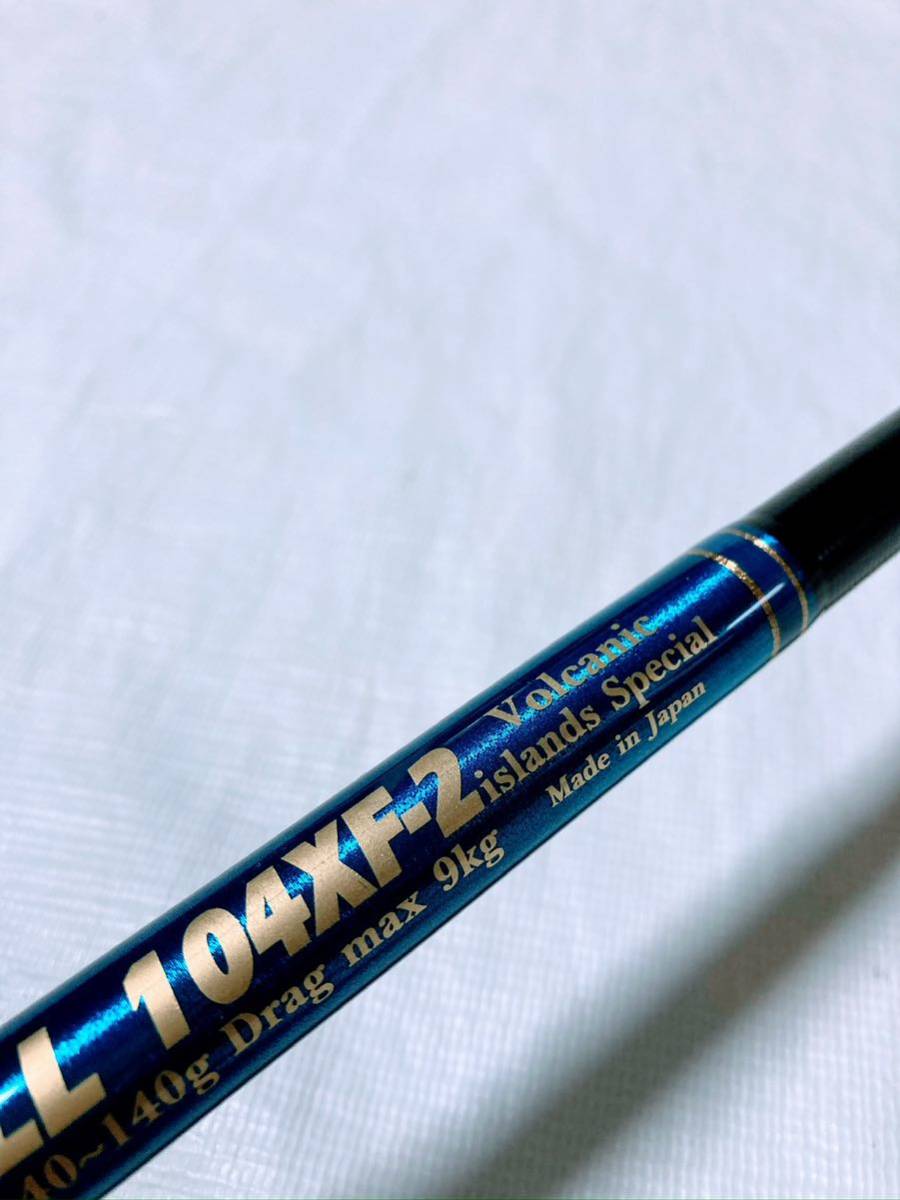 LL 104XF-2 Volcanic
islands Special
40~140g Drag max 9kg Made in Japan